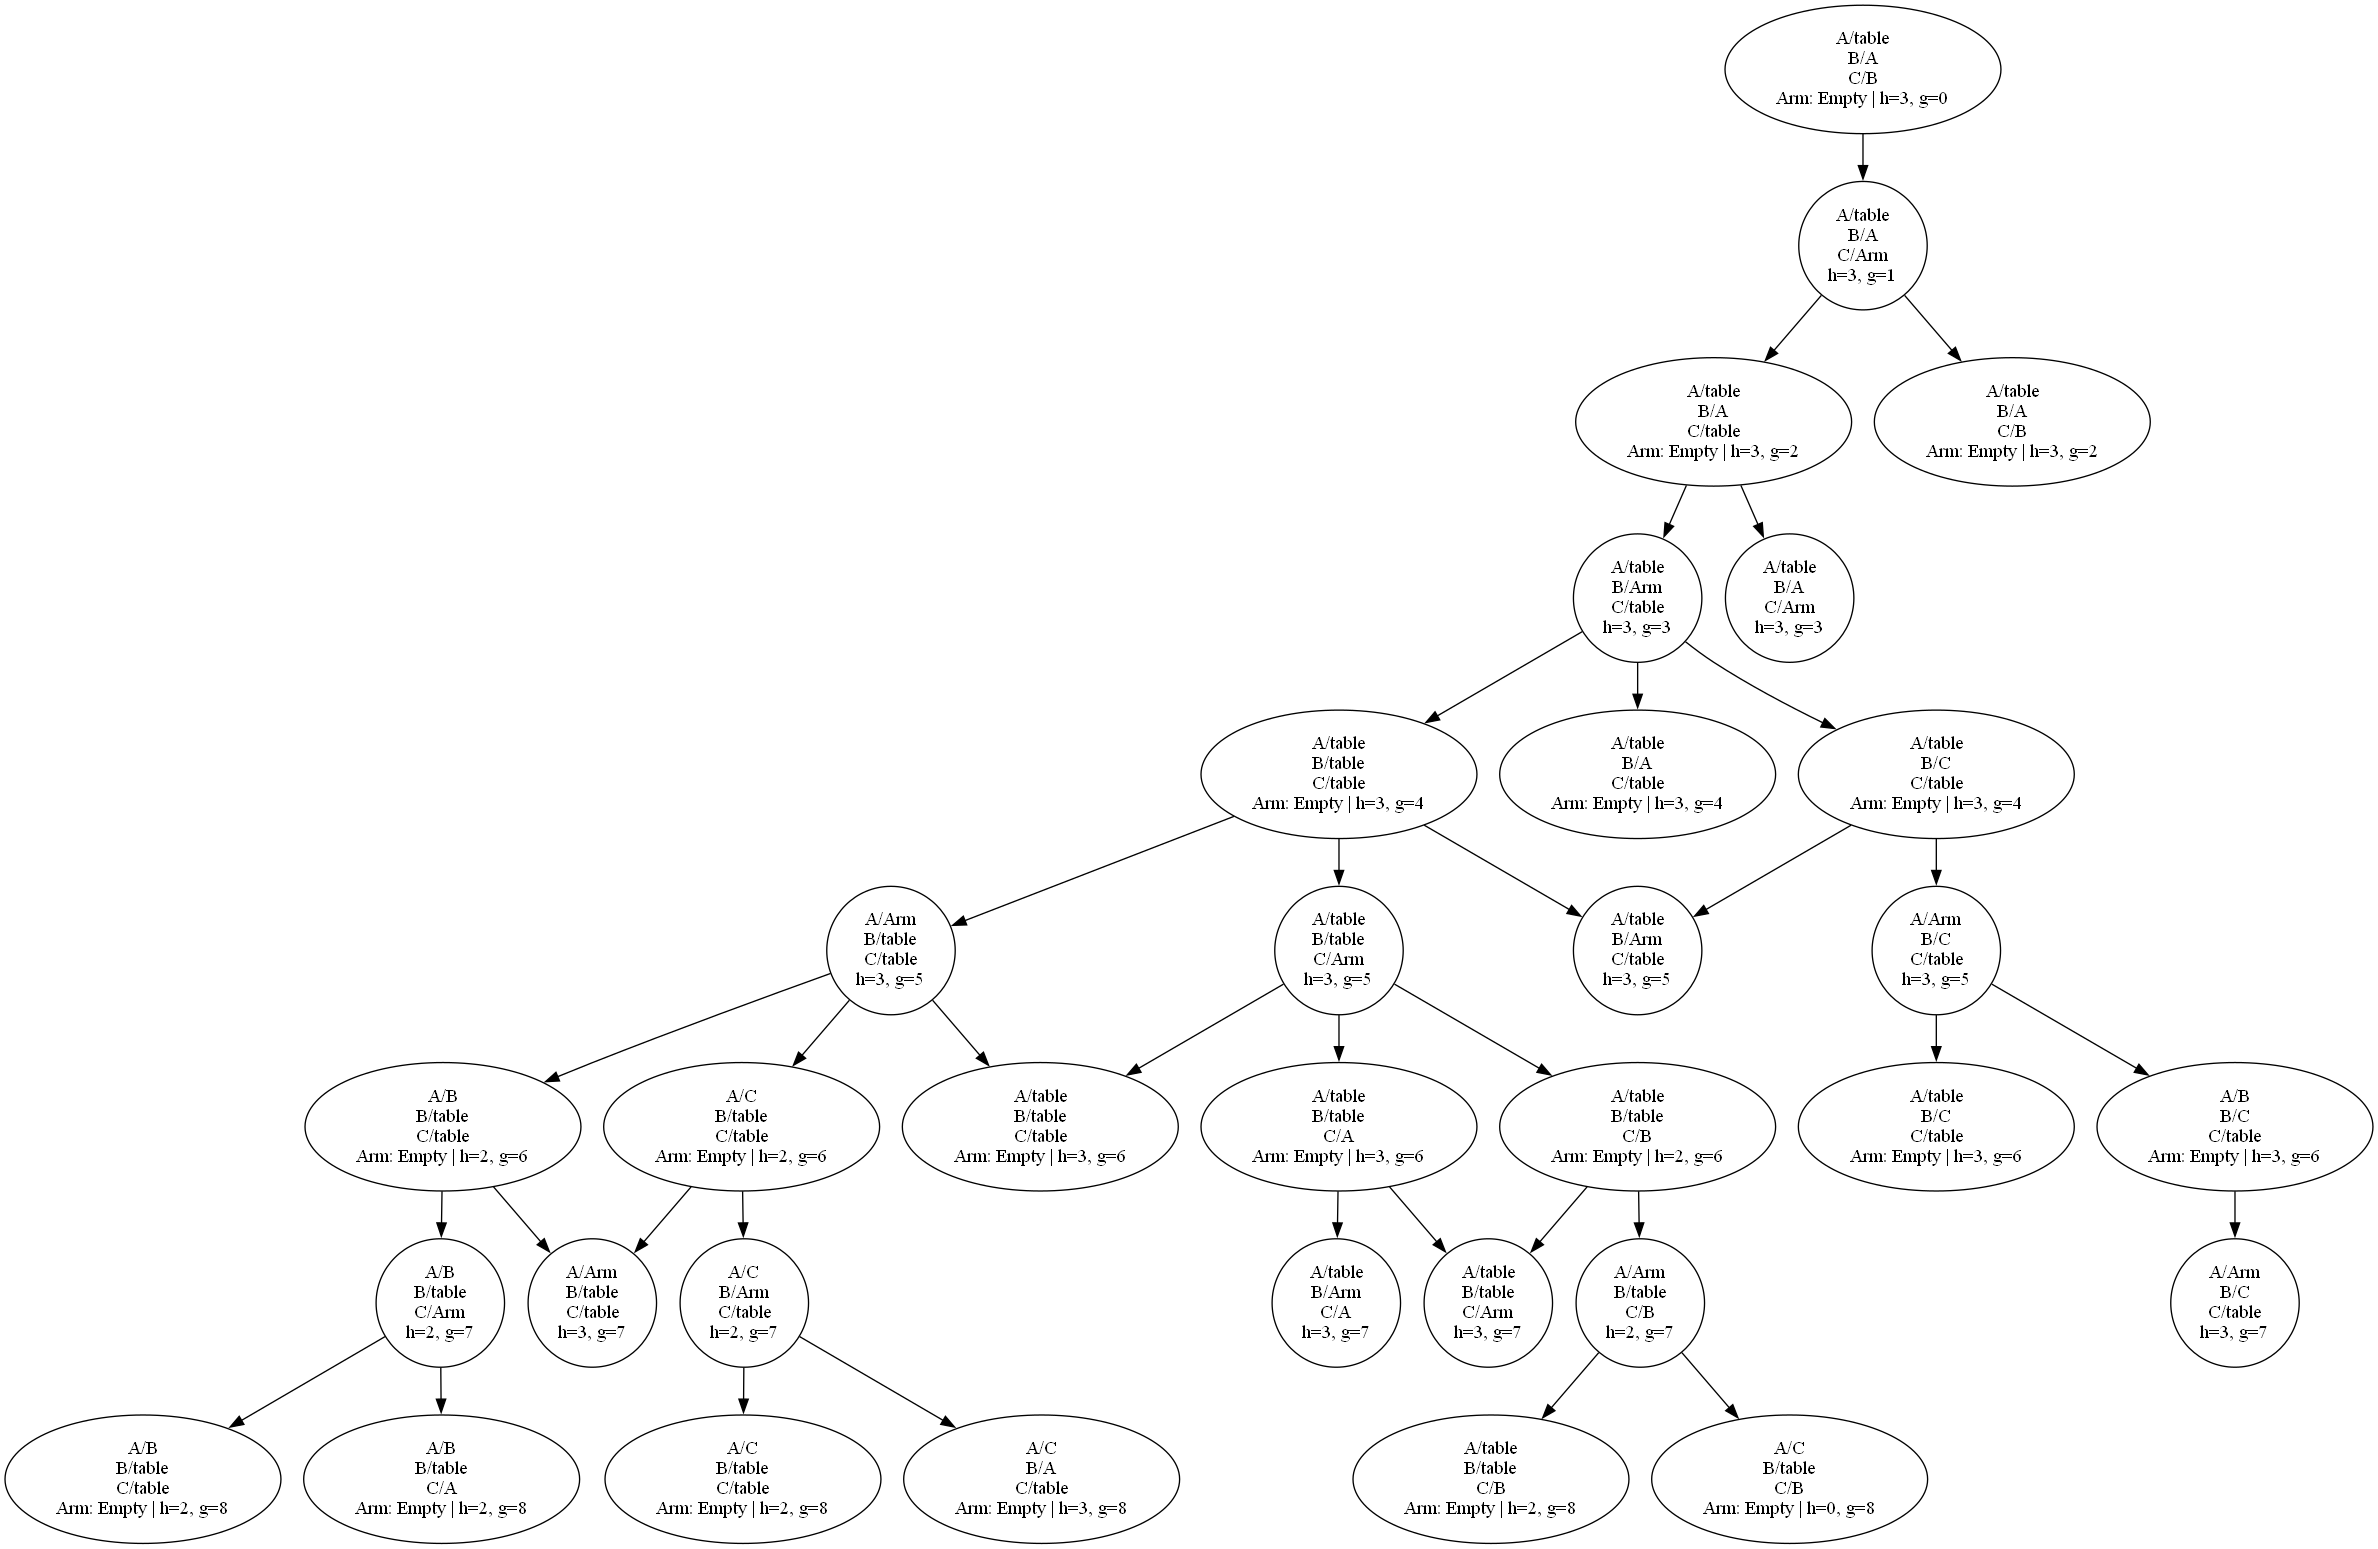 A/table
B/A
C/B
Arm: Empty | h=3, g=0
A/table
B/A
C/Arm
h=3, g=1
A/table
B/A
C/table
Arm: Empty | h=3, g=2
A/table
B/A
C/B
Arm: Empty | h=3, g=2
A/table
B/Arm
C/table
h=3, g=3
A/table
B/A
C/Arm
h=3, g=3
A/table
B/table
C/table
Arm: Empty | h=3, g=4
A/table
B/A
C/table
Arm: Empty | h=3, g=4
A/table
B/C
C/table
Arm: Empty | h=3, g=4
A/Arm
B/table
C/table
h=3, g=5
A/table
B/table
C/Arm
h=3, g=5
A/table
B/Arm
C/table
h=3, g=5
A/Arm
B/C
C/table
h=3, g=5
A/B
B/table
C/table
Arm: Empty | h=2, g=6
A/C
B/table
C/table
Arm: Empty | h=2, g=6
A/table
B/table
C/table
Arm: Empty | h=3, g=6
A/table
B/table
C/A
Arm: Empty | h=3, g=6
A/table
B/table
C/B
Arm: Empty | h=2, g=6
A/table
B/C
C/table
Arm: Empty | h=3, g=6
A/B
B/C
C/table
Arm: Empty | h=3, g=6
A/B
B/table
C/Arm
h=2, g=7
A/Arm
B/table
C/table
h=3, g=7
A/C
B/Arm
C/table
h=2, g=7
A/table
B/Arm
C/A
h=3, g=7
A/table
B/table
C/Arm
h=3, g=7
A/Arm
B/table
C/B
h=2, g=7
A/Arm
B/C
C/table
h=3, g=7
A/B
B/table
C/table
Arm: Empty | h=2, g=8
A/B
B/table
C/A
Arm: Empty | h=2, g=8
A/C
B/table
C/table
Arm: Empty | h=2, g=8
A/C
B/A
C/table
Arm: Empty | h=3, g=8
A/table
B/table
C/B
Arm: Empty | h=2, g=8
A/C
B/table
C/B
Arm: Empty | h=0, g=8